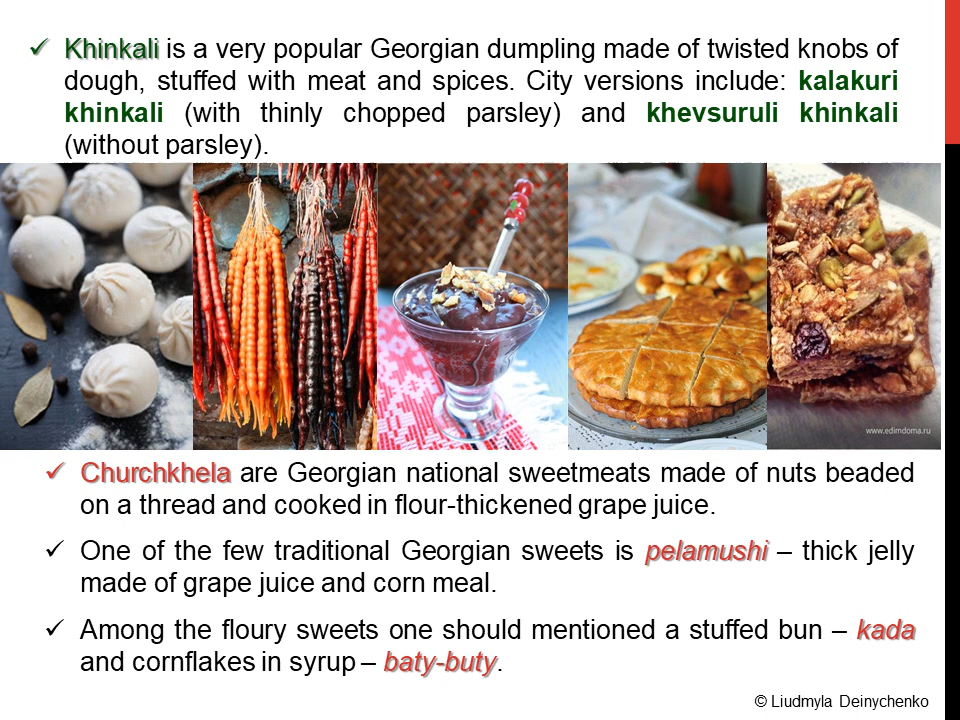 ✓ Khinkali is a very popular Georgian dumpling made of twisted knobs of
dough, stuffed with meat and spices. City versions include: kalakuri
khinkali (with thinly chopped parsley) and khevsuruli khinkali
(without parsley).
www.edimdoma.ru
✓ Churchkhela are Georgian national sweetmeats made of nuts beaded
on a thread and cooked in flour-thickened grape juice.
✓ One of the few traditional Georgian sweets is pelamushi – thick jelly
made of grape juice and corn meal.
✓ Among the floury sweets one should mentioned a stuffed bun – kada
and cornflakes in syrup – baty-buty.
© Liudmyla Deinychenko